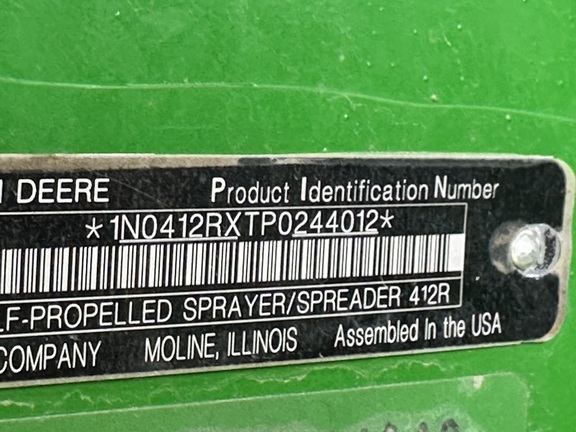 DEERE Product Identification Number
*1N0412RXTP0244012*
LF-PROPELLED SPRAYER/SPREADER 412R
COMPANY MOLINE, ILLINOIS Assembled in the USA